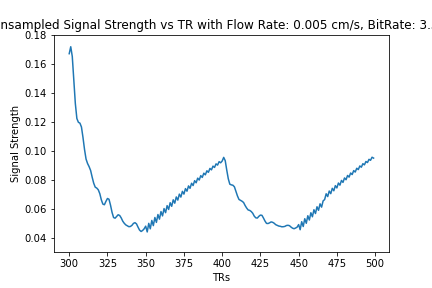 nsampled Signal Strength vs TR with Flow Rate: 0.005 cm/s, BitRate: 3.
0.18
0.16
0.14
0.12
0.10
0.08
0.06
0.04
Signal Strength
300 325 350 375 400 425 450 475 500
TRs